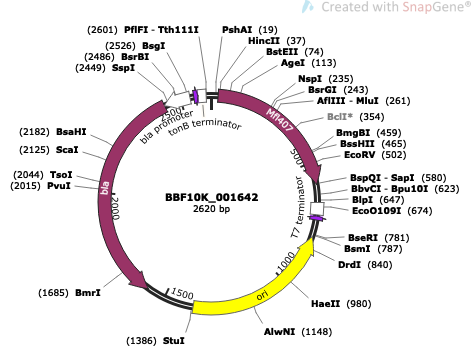 Created with SnapGene®
(2601) PflFI - Tth111I
PshAI (19)
(2526) BsgI
HincII (37)
(2486) BsrBI
BstEII (74)
(2449) SspI
AgeI (113)
NspI (235)
BsrGI (243)
AflIII - MluI (261)
BclI* (354)
2500
bla promoter
tonB terminator
Mfl407
(2182) BsaHI
BmgBI (459)
(2125) ScaI
BssHII (465)
500
EcoRV (502)
(2044) TsoI
BspQI - SapI (580)
(2015) PvuI
BbvCI - Bpu10I (623)
bla
2000
BBF10K_001642
2620 bp
BlpI (647)
T7 terminator
EcoO109I (674)
BseRI (781)
BsmI (787)
DrdI (840)
1000
(1685) BmrI
1500
ori
HaeII (980)
AlwNI (1148)
(1386) StuI